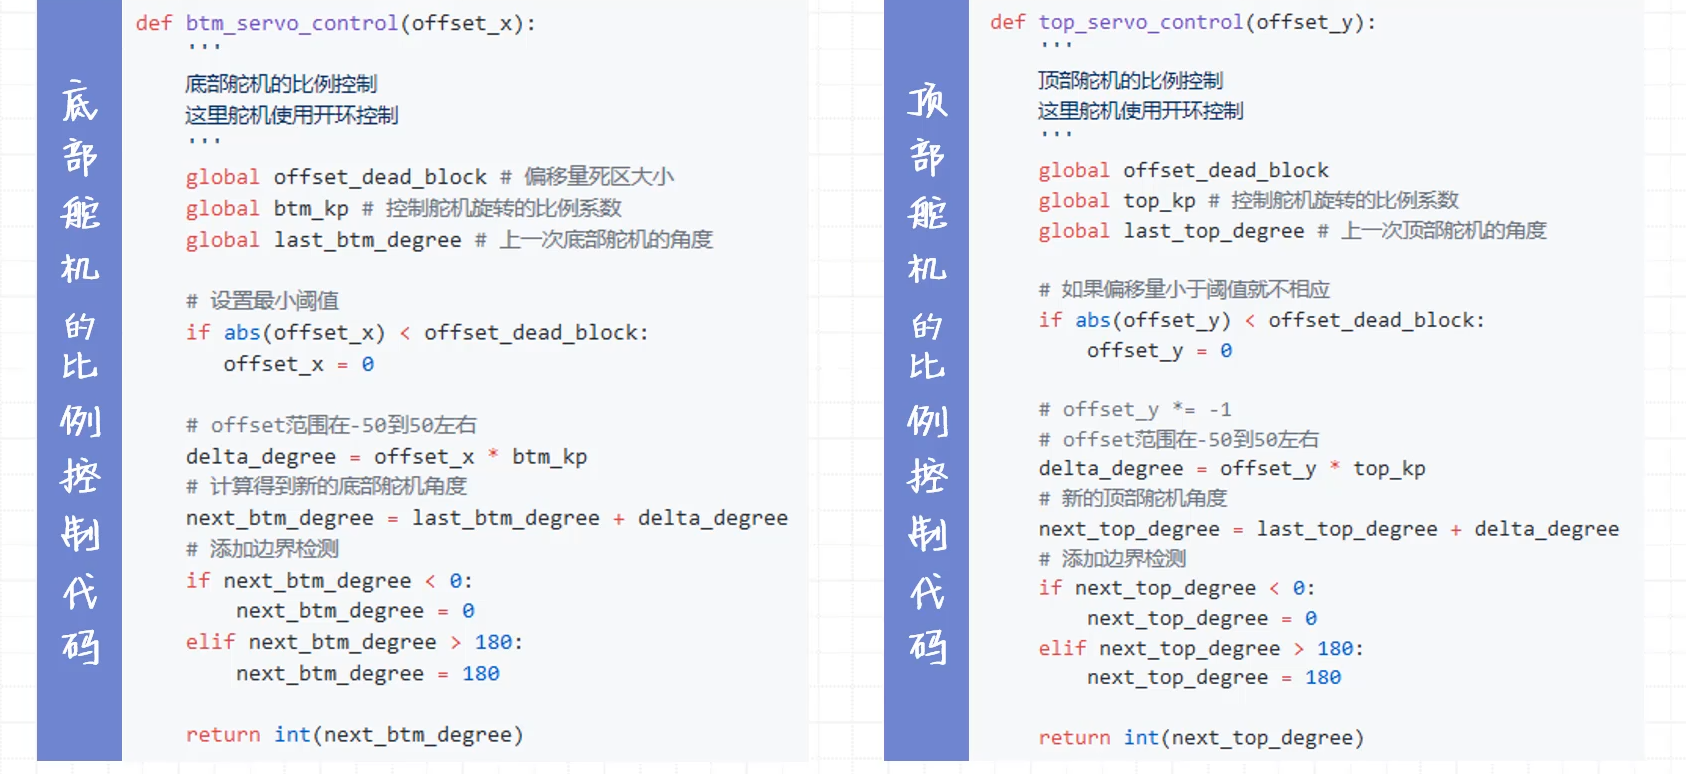 底部舵机的比例控制代码
def btm_servo_control(offset_x):
'''
底部舵机的比例控制
这里舵机使用开环控制
'''
global offset_dead_block # 偏移量死区大小
global btm_kp # 控制舵机旋转的比例系数
global last_btm_degree # 上一次底部舵机的角度
# 设置最小阈值
if abs(offset_x) < offset_dead_block:
offset_x = 0
# offset范围在-50到50左右
delta_degree = offset_x * btm_kp
# 计算得到新的底部舵机角度
next_btm_degree = last_btm_degree + delta_degree
# 添加边界检测
if next_btm_degree < 0:
next_btm_degree = 0
elif next_btm_degree > 180:
next_btm_degree = 180
return int(next_btm_degree)
顶部舵机的比例控制代码
def top_servo_control(offset_y):
'''
顶部舵机的比例控制
这里舵机使用开环控制
'''
global offset_dead_block
global top_kp # 控制舵机旋转的比例系数
global last_top_degree # 上一次顶部舵机的角度
# 如果偏移量小于阈值就不相应
if abs(offset_y) < offset_dead_block:
offset_y = 0
# offset_y *= -1
# offset范围在-50到50左右
delta_degree = offset_y * top_kp
# 新的顶部舵机角度
next_top_degree = last_top_degree + delta_degree
# 添加边界检测
if next_top_degree < 0:
next_top_degree = 0
elif next_top_degree > 180:
next_top_degree = 180
return int(next_top_degree)